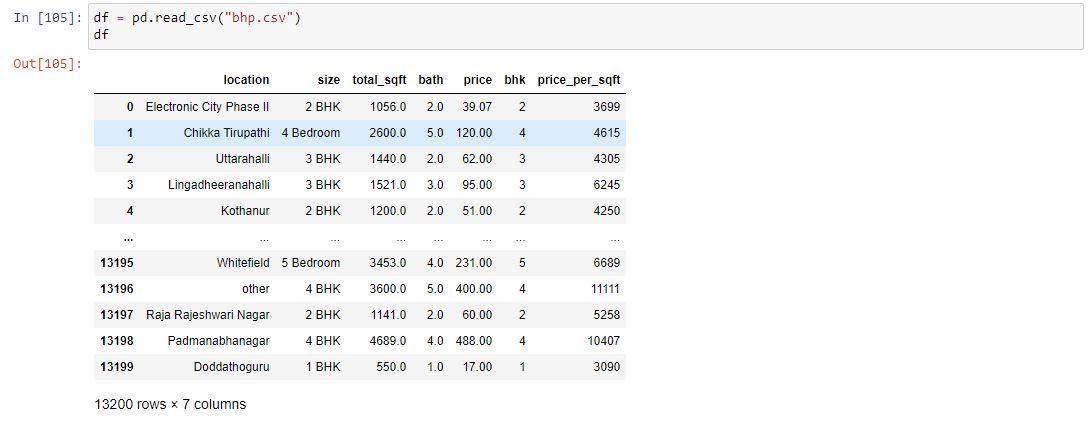 In [105]: df = pd.read_csv("bhp.csv")
df
Out[105]:
location size total_sqft bath price bhk price_per_sqft
0 Electronic City Phase II 2 BHK 1056.0 2.0 39.07 2 3699
1 Chikka Tirupathi 4 Bedroom 2600.0 5.0 120.00 4 4615
2 Uttarahalli 3 BHK 1440.0 2.0 62.00 3 4305
3 Lingadheeranahalli 3 BHK 1521.0 3.0 95.00 3 6245
4 Kothanur 2 BHK 1200.0 2.0 51.00 2 4250
... ... ... ... ... ... ... ...
13195 Whitefield 5 Bedroom 3453.0 4.0 231.00 5 6689
13196 other 4 BHK 3600.0 5.0 400.00 4 11111
13197 Raja Rajeshwari Nagar 2 BHK 1141.0 2.0 60.00 2 5258
13198 Padmanabhanagar 4 BHK 4689.0 4.0 488.00 4 10407
13199 Doddathoguru 1 BHK 550.0 1.0 17.00 1 3090
13200 rows × 7 columns